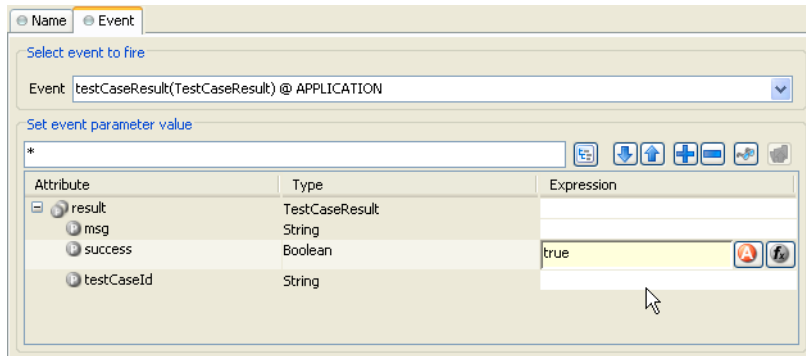 Name Event
Select event to fire
Event testCaseResult(TestCaseResult) @ APPLICATION
Set event parameter value
*
Attribute Type Expression
result TestCaseResult
P msg String
P success Boolean true A fx
P testCaseId String